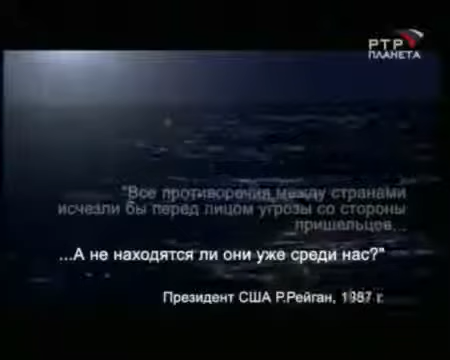 РТР
ПЛАНЕТА
"Все противоречия между странами
исчезли бы перед лицом угрозы со стороны
пришельцев...
...А не находятся ли они уже среди нас?"
Президент США Р.Рейган, 1987 г.